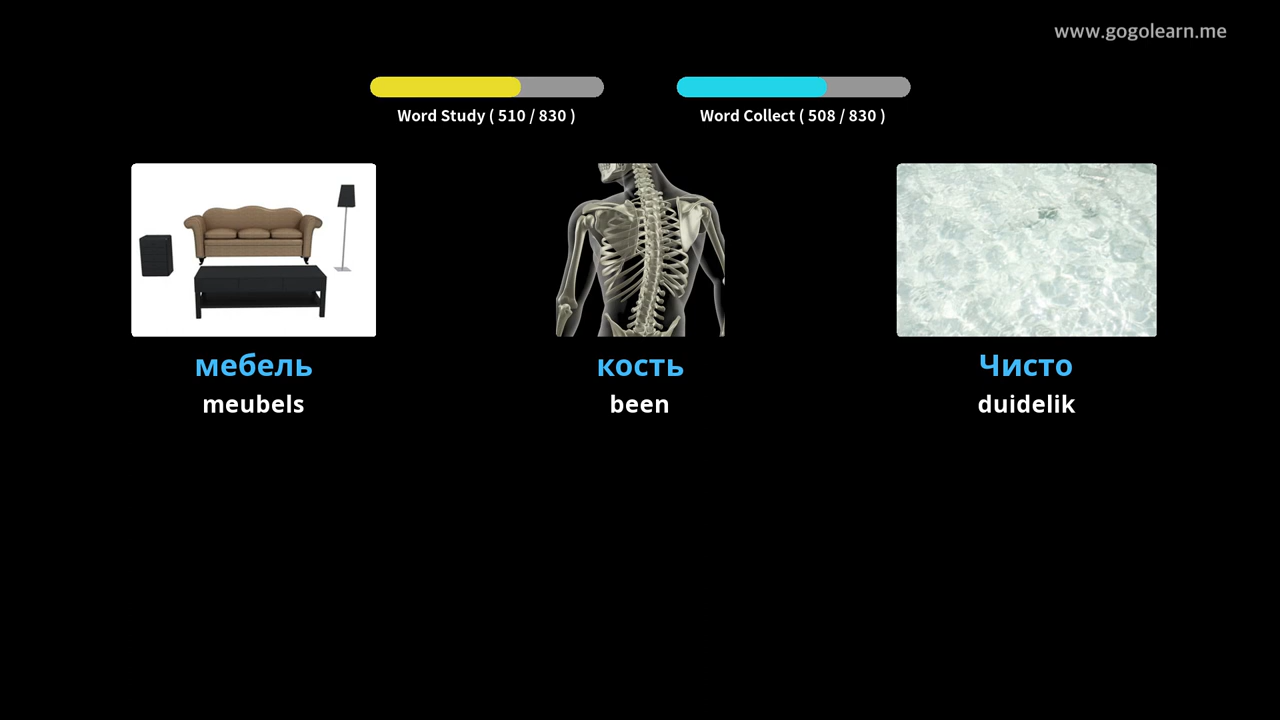 www.gogolearn.me
Word Study ( 510 / 830 )
Word Collect ( 508 / 830 )
мебель
meubels
кость
been
Чисто
duidelik